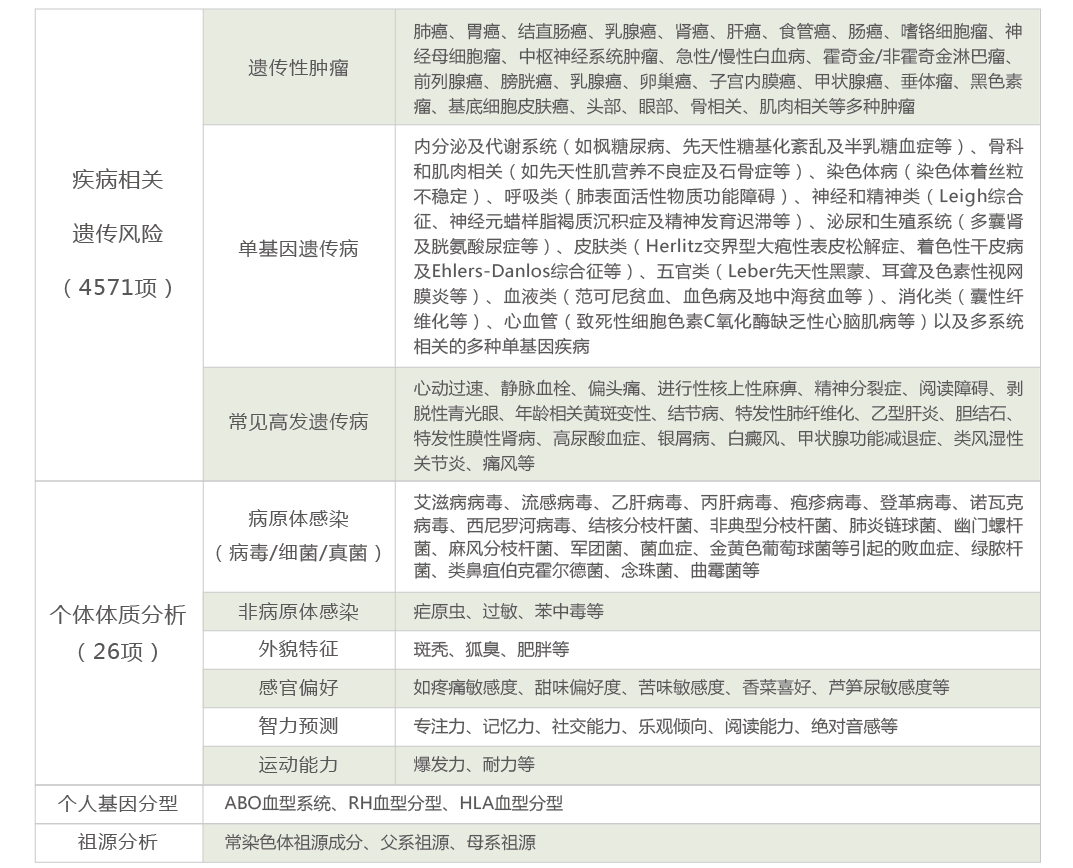 疾病相关
遗传风险
（4571项）
遗传性肿瘤
肺癌、胃癌、结直肠癌、乳腺癌、肾癌、肝癌、食管癌、肠癌、嗜铬细胞瘤、神
经母细胞瘤、中枢神经系统肿瘤、急性/慢性白血病、霍奇金/非霍奇金淋巴瘤、
前列腺癌、膀胱癌、乳腺癌、卵巢癌、子宫内膜癌、甲状腺癌、垂体瘤、黑色素
瘤、基底细胞皮肤癌、头部、眼部、骨相关、肌肉相关等多种肿瘤
单基因遗传病
内分泌及代谢系统（如枫糖尿病、先天性糖基化紊乱及半乳糖血症等）、骨科
和肌肉相关（如先天性肌营养不良症及石骨症等）、染色体病（染色体着丝粒
不稳定）、呼吸类（肺表面活性物质功能障碍）、神经和精神类（Leigh综合
征、神经元蜡样脂褐质沉积症及精神发育迟滞等）、泌尿和生殖系统（多囊肾
及胱氨酸尿症等）、皮肤类（Herlitz交界型大疱性表皮松解症、着色性干皮病
及Ehlers-Danlos综合征等）、五官类（Leber先天性黑蒙、耳聋及色素性视网
膜炎等）、血液类（范可尼贫血、血色病及地中海贫血等）、消化类（囊性纤
维化等）、心血管（致死性细胞色素C氧化酶缺乏性心脑肌病等）以及多系统
相关的多种单基因疾病
常见高发遗传病
心动过速、静脉血栓、偏头痛、进行性核上性麻痹、精神分裂症、阅读障碍、剥
脱性青光眼、年龄相关黄斑变性、结节病、特发性肺纤维化、乙型肝炎、胆结石、
特发性膜性肾病、高尿酸血症、银屑病、白癜风、甲状腺功能减退症、类风湿性
关节炎、痛风等
个体体质分析
（26项）
病原体感染
（病毒/细菌/真菌）
艾滋病病毒、流感病毒、乙肝病毒、丙肝病毒、疱疹病毒、登革病毒、诺瓦克
病毒、西尼罗河病毒、结核分枝杆菌、非典型分枝杆菌、肺炎链球菌、幽门螺杆
菌、麻风分枝杆菌、军团菌、菌血症、金黄色葡萄球菌等引起的败血症、绿脓杆
菌、类鼻疽伯克霍尔德菌、念珠菌、曲霉菌等
非病原体感染
疟原虫、过敏、苯中毒等
外貌特征
斑秃、狐臭、肥胖等
感官偏好
如疼痛敏感度、甜味偏好度、苦味敏感度、香菜喜好、芦笋尿敏感度等
智力预测
专注力、记忆力、社交能力、乐观倾向、阅读能力、绝对音感等
运动能力
爆发力、耐力等
个人基因分型
ABO血型系统、RH血型分型、HLA血型分型
祖源分析
常染色体祖源成分、父系祖源、母系祖源